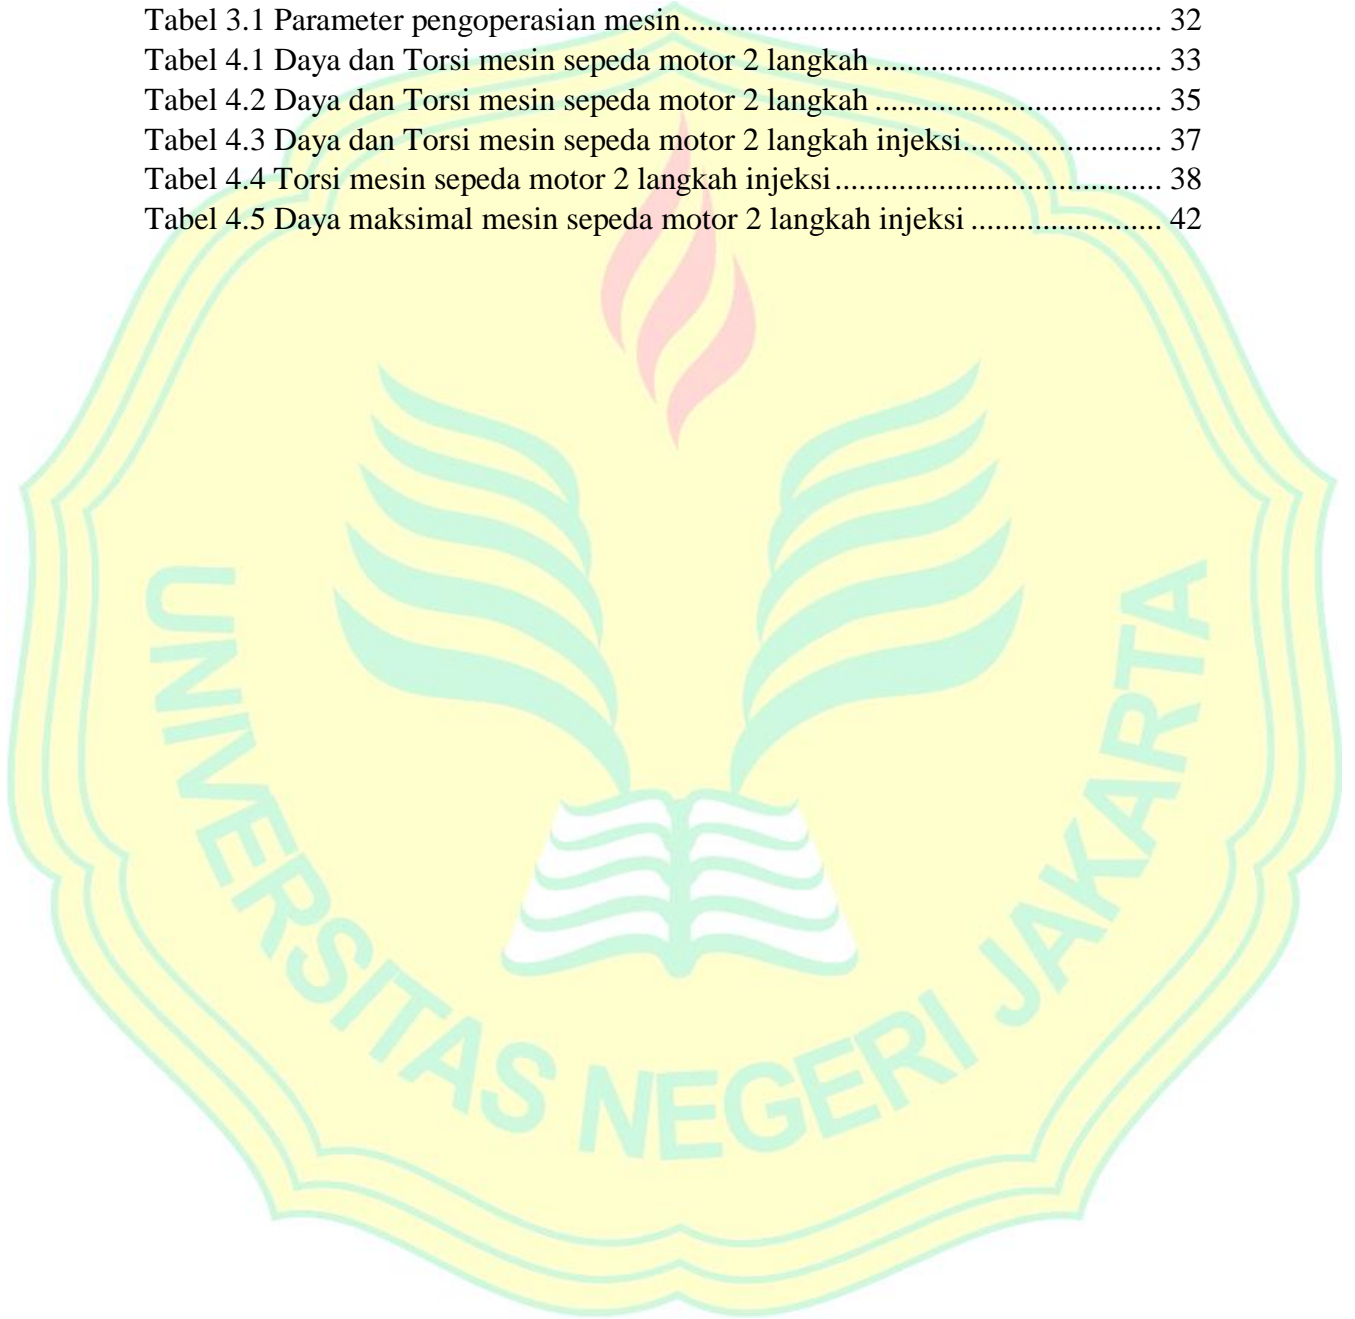 Tabel 3.1 Parameter pengoperasian mesin............................................................. 32
Tabel 4.1 Daya dan Torsi mesin sepeda motor 2 langkah ..................................... 33
Tabel 4.2 Daya dan Torsi mesin sepeda motor 2 langkah ..................................... 35
Tabel 4.3 Daya dan Torsi mesin sepeda motor 2 langkah injeksi.......................... 37
Tabel 4.4 Torsi mesin sepeda motor 2 langkah injeksi.......................................... 38
Tabel 4.5 Daya maksimal mesin sepeda motor 2 langkah injeksi ......................... 42
UNIVERSITAS NEGERI JAKARTA